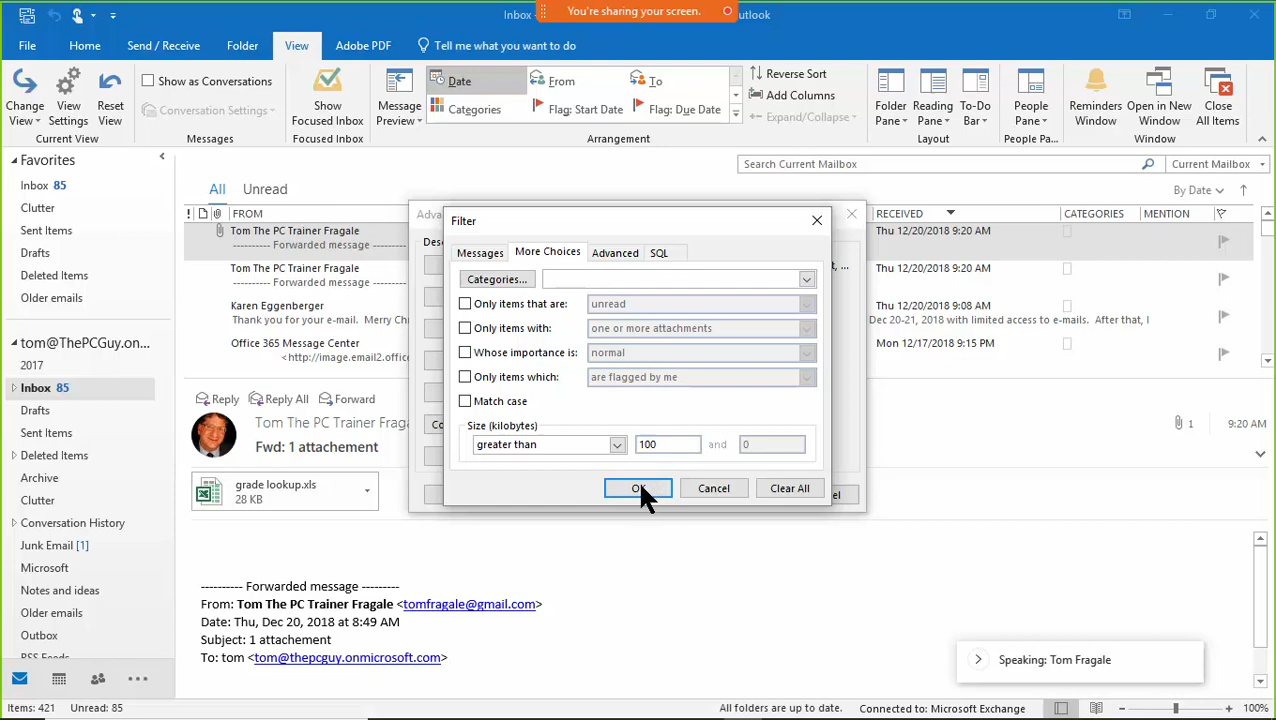 You're sharing your screen.
Inbox -
utlook
File
Home
Send / Receive
Folder
View
Adobe PDF
Tell me what you want to do
Change View
View Settings
Reset View
Current View
Show as Conversations
Conversation Settings
Messages
Show Focused Inbox
Focused Inbox
Message Preview
Date
From
To
Categories
Flag: Start Date
Flag: Due Date
Reverse Sort
Add Columns
Expand/Collapse
Arrangement
Folder Pane
Reading Pane
To-Do Bar
Layout
People Pane
People Pa...
Reminders Window
Open in New Window
Close All Items
Window
Favorites
Inbox 85
Clutter
Sent Items
Drafts
Deleted Items
Older emails
tom@ThePCGuy.on...
2017
Inbox 85
Drafts
Sent Items
Deleted Items
Archive
Clutter
Conversation History
Junk Email [1]
Microsoft
Notes and ideas
Older emails
Outbox
RSS Feeds
Search Current Mailbox
Current Mailbox
All
Unread
By Date
! FROM
RECEIVED
CATEGORIES
MENTION
Tom The PC Trainer Fragale
Thu 12/20/2018 9:20 AM
---------- Forwarded message ---------
Tom The PC Trainer Fragale
Thu 12/20/2018 9:20 AM
---------- Forwarded message ---------
Karen Eggenberger
Thu 12/20/2018 9:08 AM
Thank you for your e-mail. Merry Chr
Dec 20-21, 2018 with limited access to e-mails. After that, I
Office 365 Message Center
Mon 12/17/2018 9:15 PM
<http://image.email2.office
Reply
Reply All
Forward
Tom The PC Trainer Fraga
Fwd: 1 attachement
1
9:20 AM
grade lookup.xls
28 KB
---------- Forwarded message ---------
From: Tom The PC Trainer Fragale <tomfragale@gmail.com>
Date: Thu, Dec 20, 2018 at 8:49 AM
Subject: 1 attachement
To: tom <tom@thepcguy.onmicrosoft.com>
Adva
Des
Co
t, ...
el
Filter
Messages
More Choices
Advanced
SQL
Categories...
Only items that are:
unread
Only items with:
one or more attachments
Whose importance is:
normal
Only items which:
are flagged by me
Match case
Size (kilobytes)
greater than
100
and
0
OK
Cancel
Clear All
Speaking: Tom Fragale
Items: 421
Unread: 85
All folders are up to date.
Connected to: Microsoft Exchange
100%